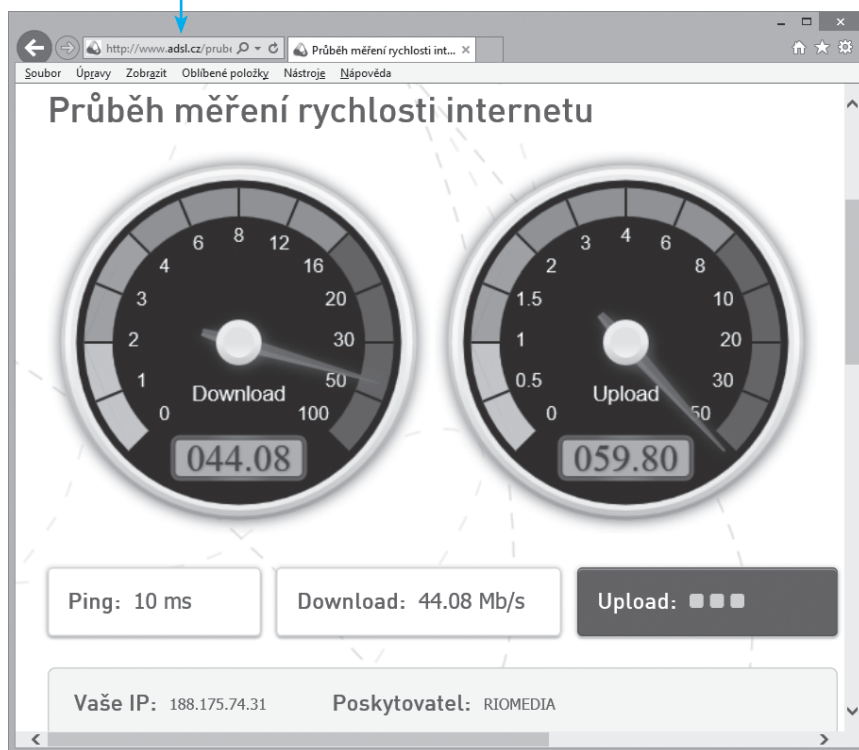 http://www.adsl.cz/prube
Průběh měření rychlosti int...
Soubor Úpravy Zobrazit Oblíbené položky Nástroje Nápověda
Průběh měření rychlosti internetu
0 1 2 3 4 6 8 12 16 20 30 50 100
Download
044.08
0 0.5 1 1.5 2 3 4 6 8 10 20 30 50
Upload
059.80
Ping: 10 ms
Download: 44.08 Mb/s
Upload:
Vaše IP: 188.175.74.31
Poskytovatel: RIOMEDIA